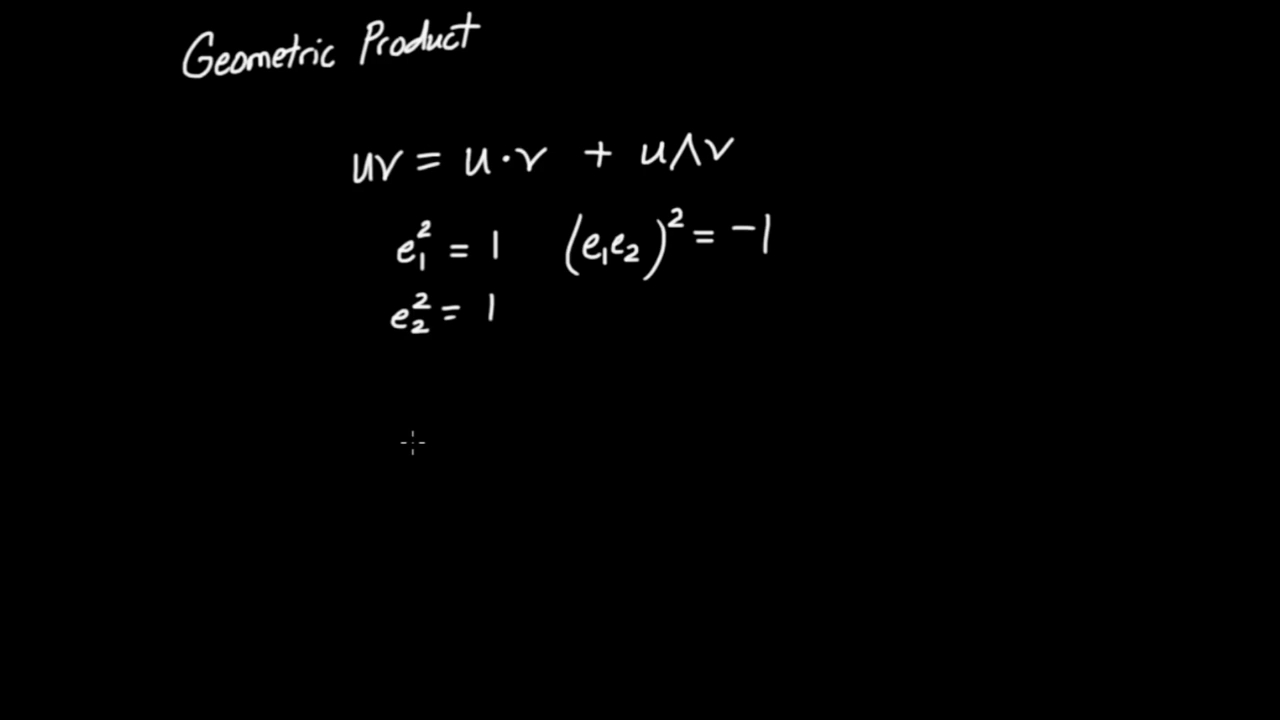 Geometric Product
uv = u · v + u ∧ v
e₁² = 1 (e₁e₂)² = −1
e₂² = 1